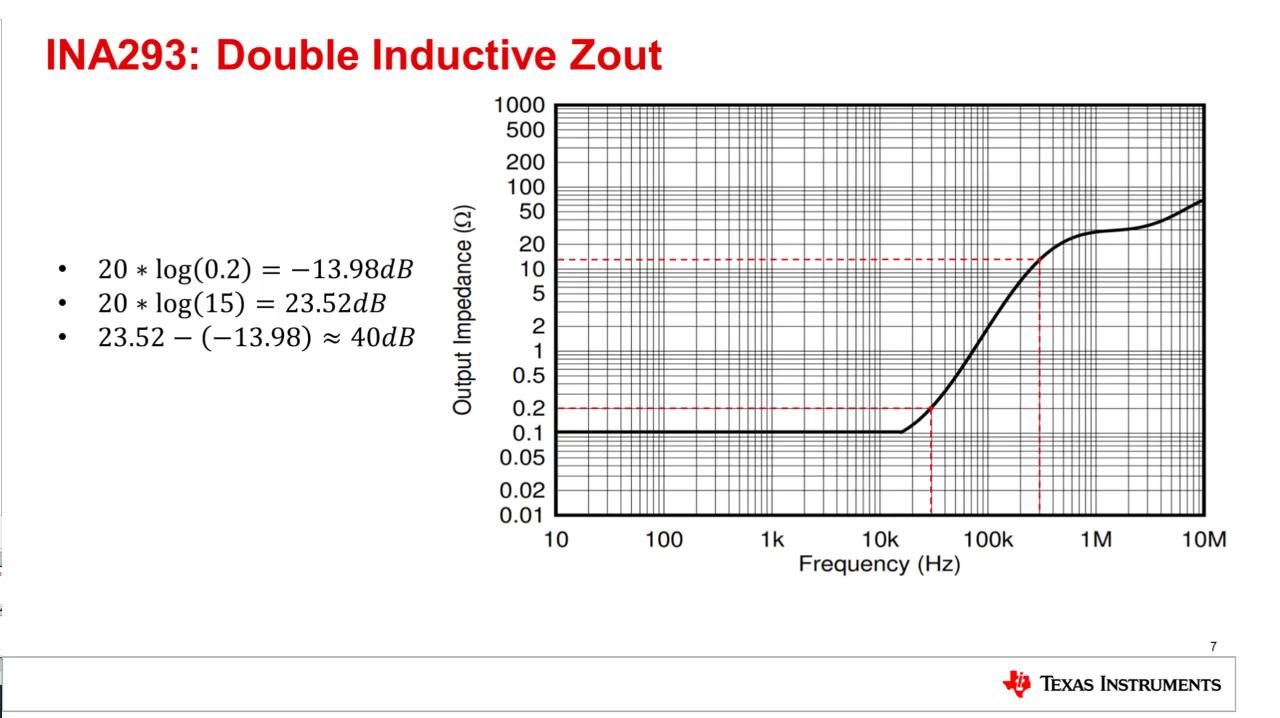 INA293: Double Inductive Zout
• 20 ∗ log(0.2) = −13.98dB
• 20 ∗ log(15) = 23.52dB
• 23.52 − (−13.98) ≈ 40dB
Output Impedance (Ω)
1000
500
200
100
50
20
10
5
2
1
0.5
0.2
0.1
0.05
0.02
0.01
10 100 1k 10k 100k 1M 10M
Frequency (Hz)
7
TEXAS INSTRUMENTS